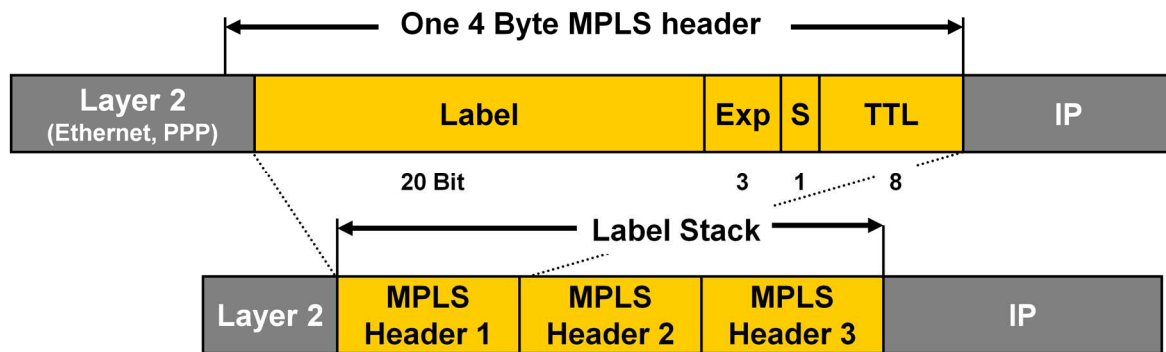 One 4 Byte MPLS header
Layer 2
(Ethernet, PPP)
Label
Exp
S
TTL
IP
20 Bit
3
1
8
Label Stack
Layer 2
MPLS
Header 1
MPLS
Header 2
MPLS
Header 3
IP